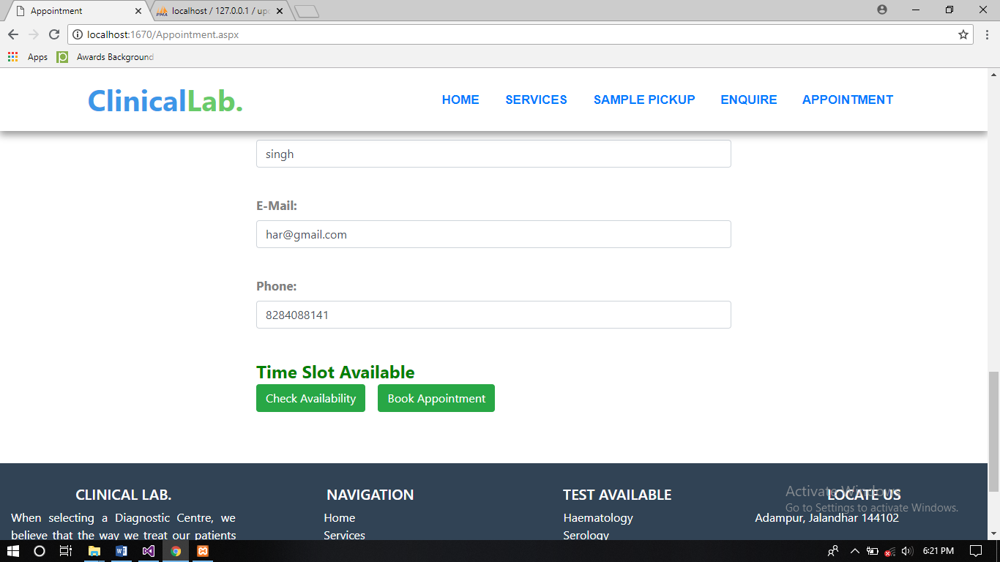 Appointment
localhost / 127.0.0.1 / up
localhost:1670/Appointment.aspx
Apps
Awards Background
ClinicalLab.
HOME
SERVICES
SAMPLE PICKUP
ENQUIRE
APPOINTMENT
singh
E-Mail:
har@gmail.com
Phone:
8284088141
Time Slot Available
Check Availability
Book Appointment
CLINICAL LAB.
When selecting a Diagnostic Centre, we
believe that the way we treat our patients
NAVIGATION
Home
Services
TEST AVAILABLE
Haematology
Serology
LOCATE US
Adampur, Jalandhar 144102
Activate Windows
Go to Settings to activate Windows.
6:21 PM